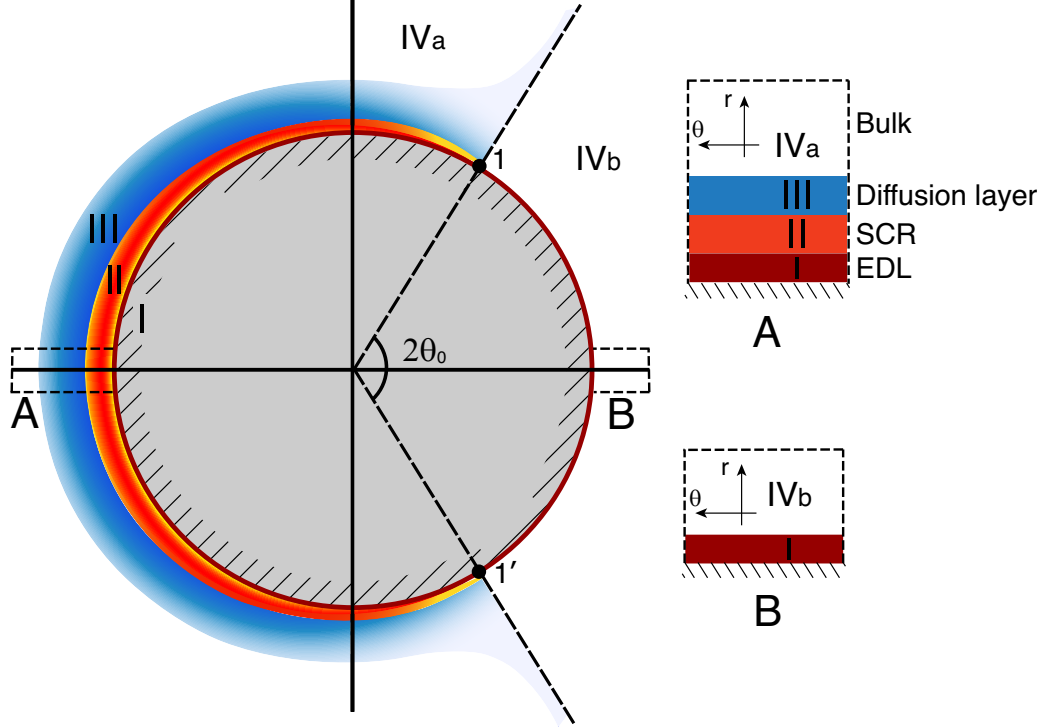 IVa
IVb
1
III
II
I
2θ₀
A
B
1′
r
θ
IVa
Bulk
III
Diffusion layer
II
SCR
I
EDL
A
r
θ
IVb
I
B